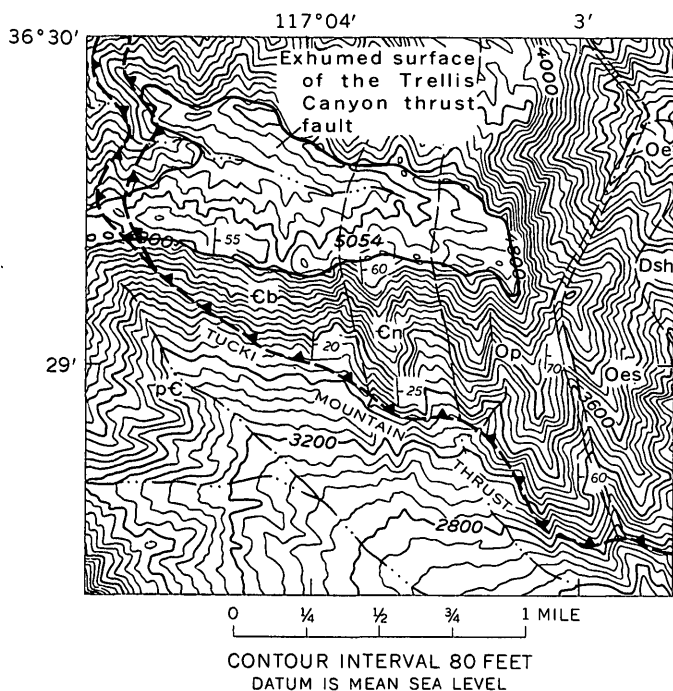 117°04' 3'
36°30'
Exhumed surface
of the Trellis
Canyon thrust
fault
4000
Oe
55
5054
4800
60
Dsh
Єb
Єn
TUCKI
20
Op
29'
70
Oes
pЄ
25
3600
MOUNTAIN
3200
THRUST
60
2800
0 ¼ ½ ¾ 1 MILE
CONTOUR INTERVAL 80 FEET
DATUM IS MEAN SEA LEVEL